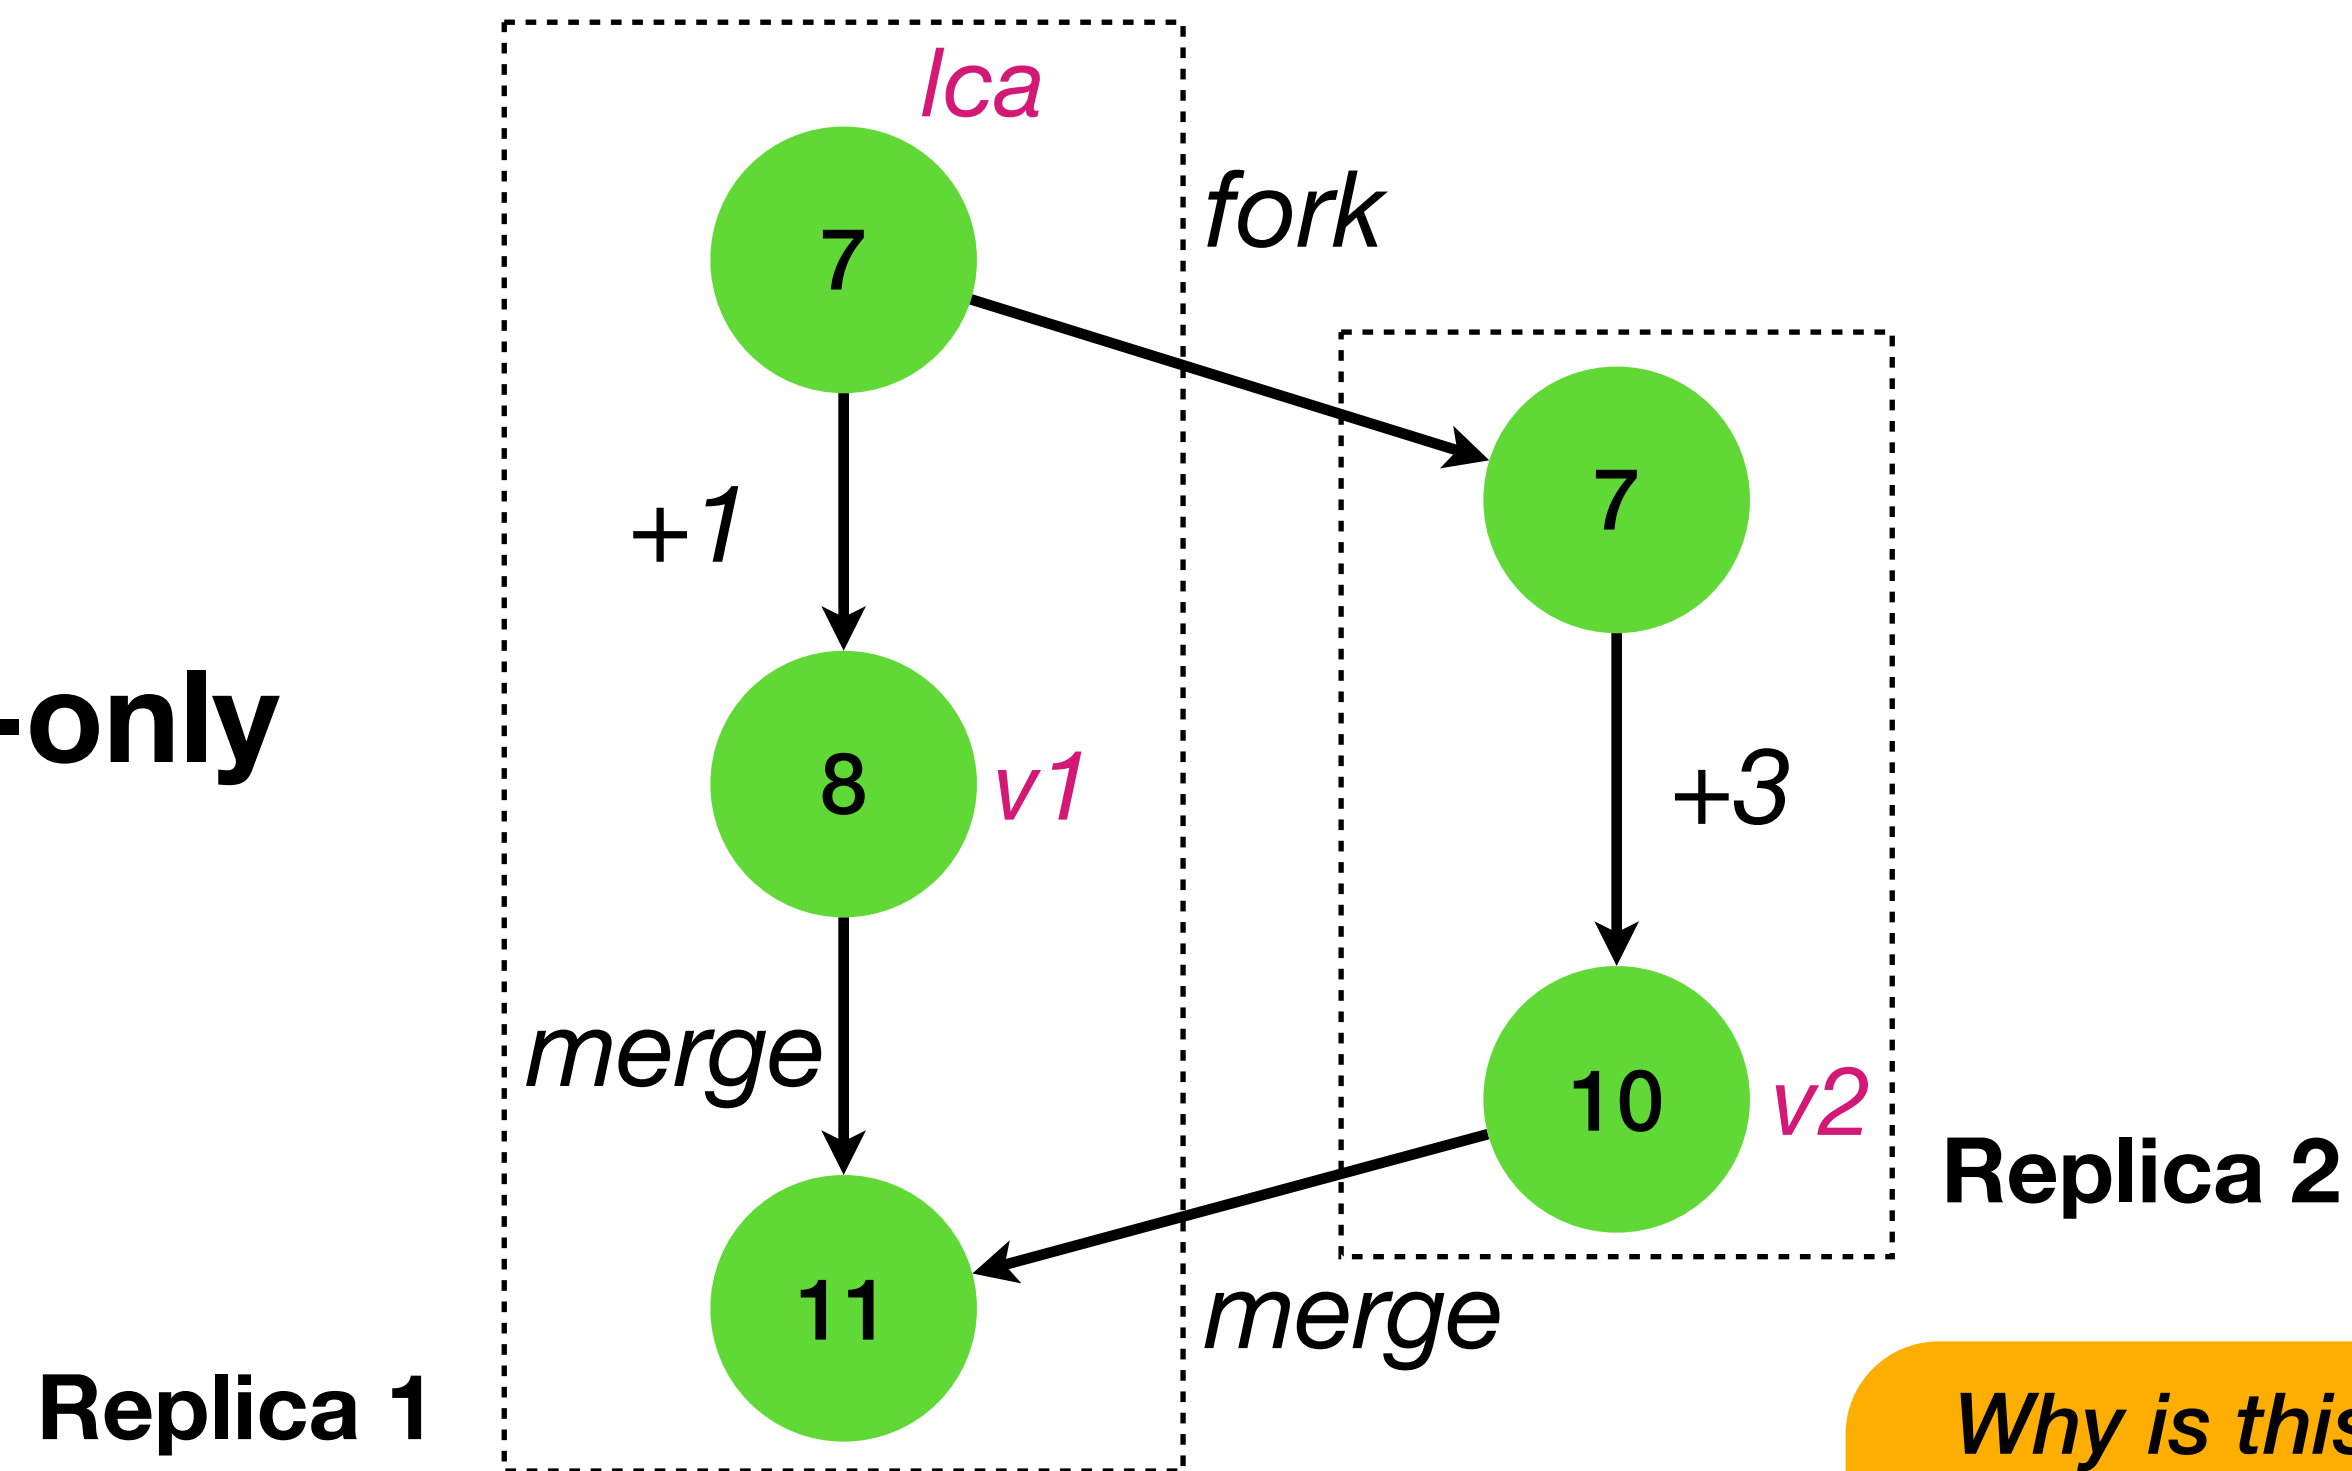 lca
fork
7
7
+1
-only
8
v1
+3
merge
10
v2
Replica 2
11
merge
Replica 1
Why is this